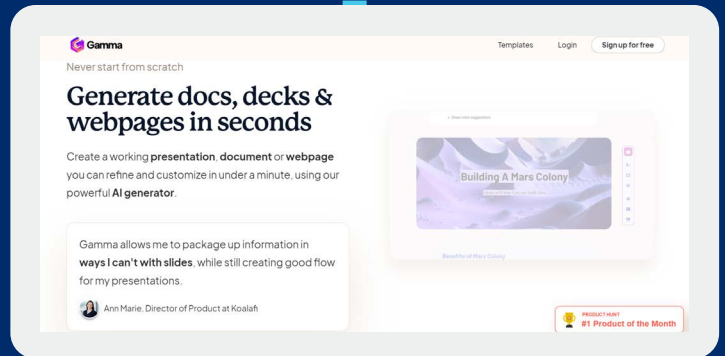 Gamma
Templates
Login
Sign up for free
Never start from scratch
Generate docs, decks &
webpages in seconds
Create a working presentation, document or webpage
you can refine and customize in under a minute, using our
powerful AI generator.
Building A Mars Colony
Benefits of Mars Colony
Gamma allows me to package up information in
ways I can't with slides, while still creating good flow
for my presentations.
Ann Marie, Director of Product at Koalafi
PRODUCT HUNT
#1 Product of the Month